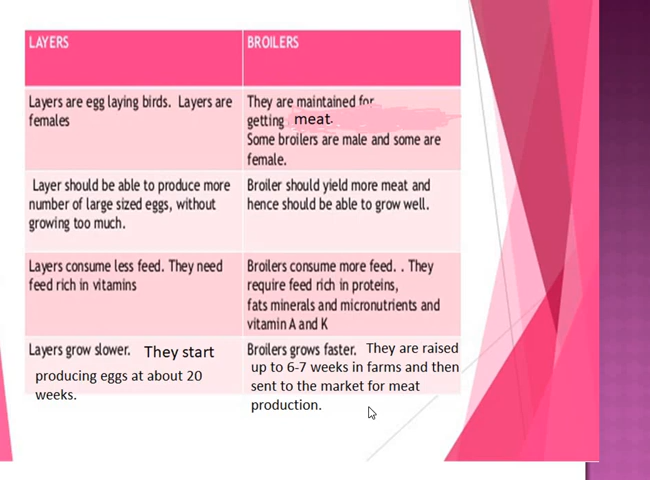 LAYERS
BROILERS
Layers are egg laying birds. Layers are
females
They are maintained for
getting meat.
Some broilers are male and some are
female.
Layer should be able to produce more
number of large sized eggs, without
growing too much.
Broiler should yield more meat and
hence should be able to grow well.
Layers consume less feed. They need
feed rich in vitamins
Broilers consume more feed. . They
require feed rich in proteins,
fats minerals and micronutrients and
vitamin A and K
Layers grow slower. They start
producing eggs at about 20
weeks.
Broilers grows faster. They are raised
up to 6-7 weeks in farms and then
sent to the market for meat
production.